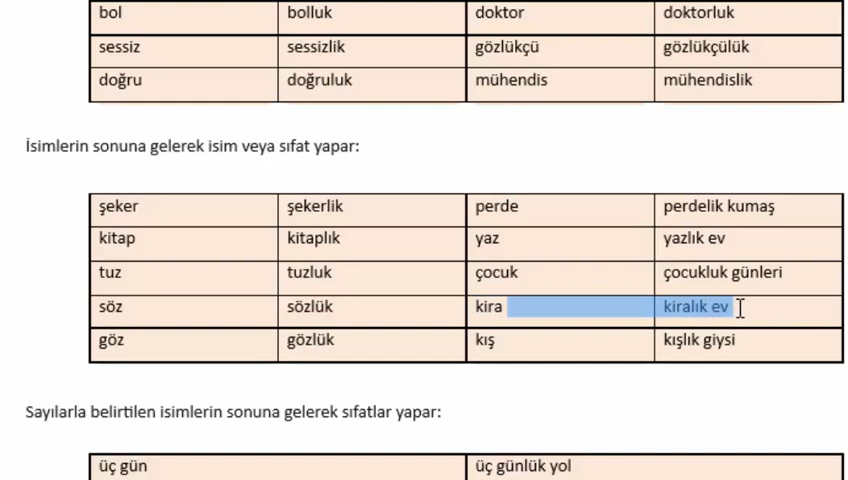 bol bolluk doktor doktorluk
sessiz sessizlik gözlükçü gözlükçülük
doğru doğruluk mühendis mühendislik
İsimlerin sonuna gelerek isim veya sıfat yapar:
şeker şekerlik perde perdelik kumaş
kitap kitaplık yaz yazlık ev
tuz tuzluk çocuk çocukluk günleri
söz sözlük kira kiralık ev
göz gözlük kış kışlık giysi
Sayılarla belirtilen isimlerin sonuna gelerek sıfatlar yapar:
üç gün üç günlük yol